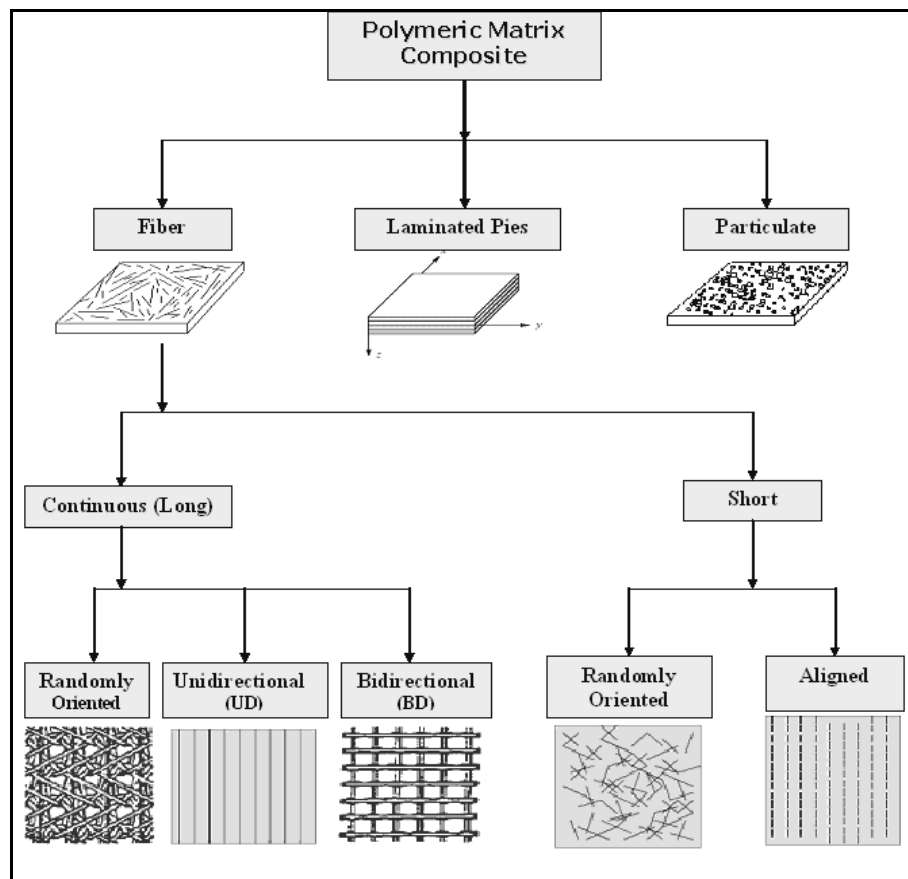 Polymeric Matrix
Composite
Fiber
Laminated Pies
Particulate
x
y
z
Continuous (Long)
Short
Randomly
Oriented
Unidirectional
(UD)
Bidirectional
(BD)
Randomly
Oriented
Aligned